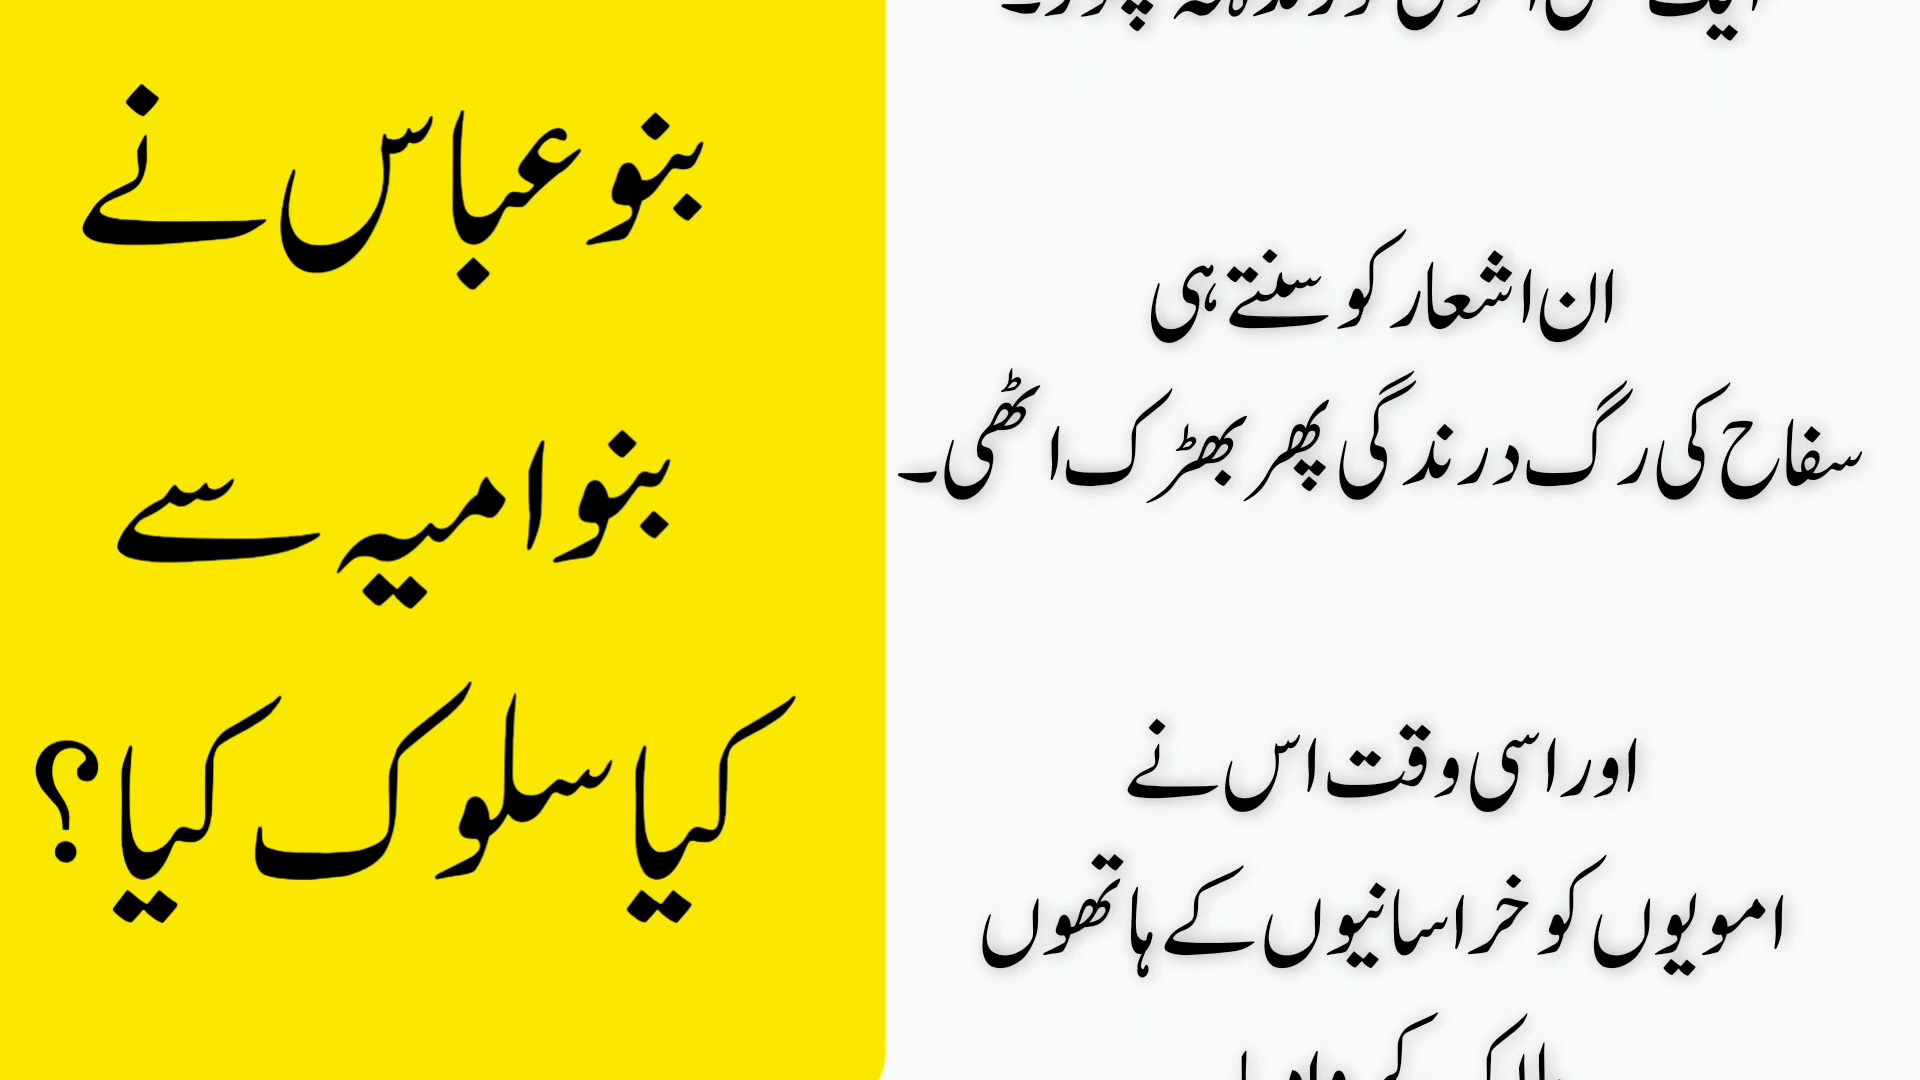 بنو عباس نے
بنو امیہ سے
کیا سلوک کیا؟
ان اشعار کو سنتے ہی
سفاح کی رگ درندگی پھر بھڑک اٹھی۔
اور اسی وقت اس نے
امویوں کو خراسانیوں کے ہاتھوں